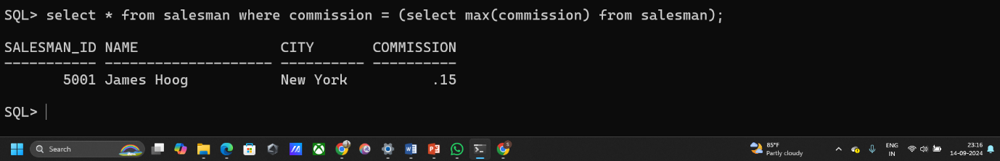 SQL> select * from salesman where commission = (select max(commission) from salesman);
SALESMAN_ID NAME CITY COMMISSION
----------- -------------------- ---------- ----------
5001 James Hoog New York .15
SQL>
Search
85°F
Partly cloudy
ENG
IN
23:16
14-09-2024